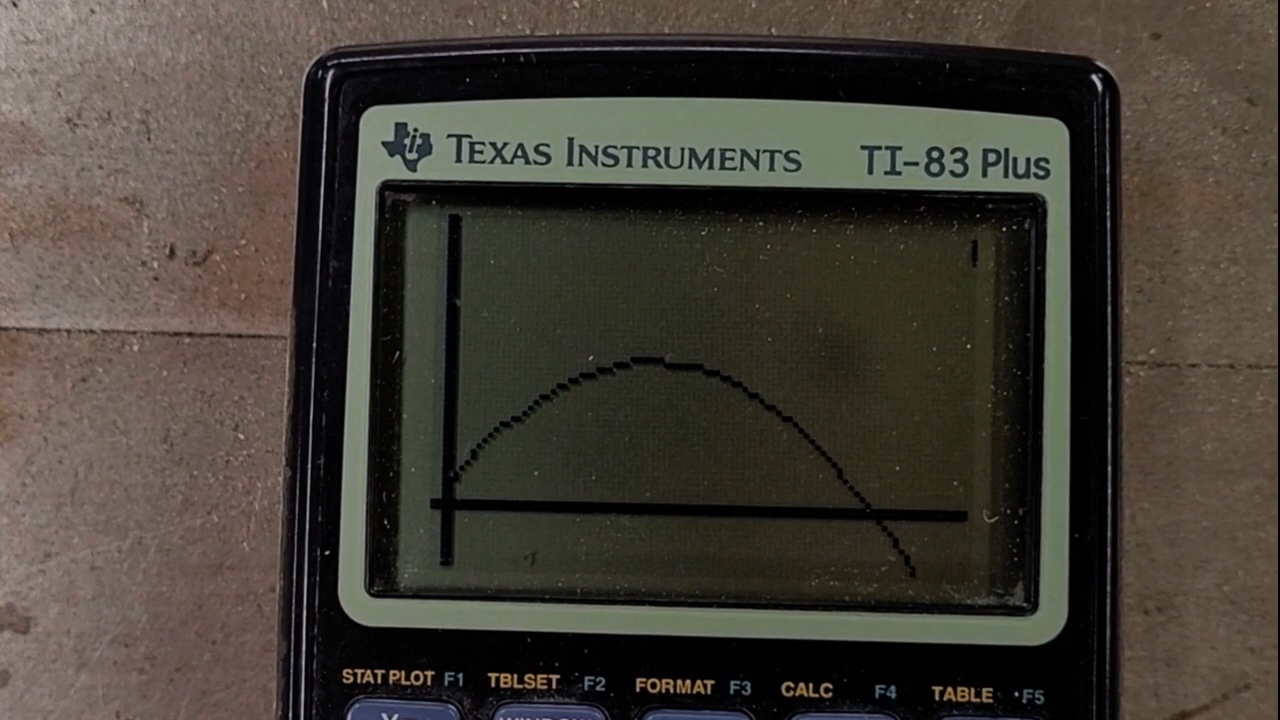 TEXAS INSTRUMENTS TI-83 Plus
STAT PLOT F1 TBLSET F2 FORMAT F3 CALC F4 TABLE F5